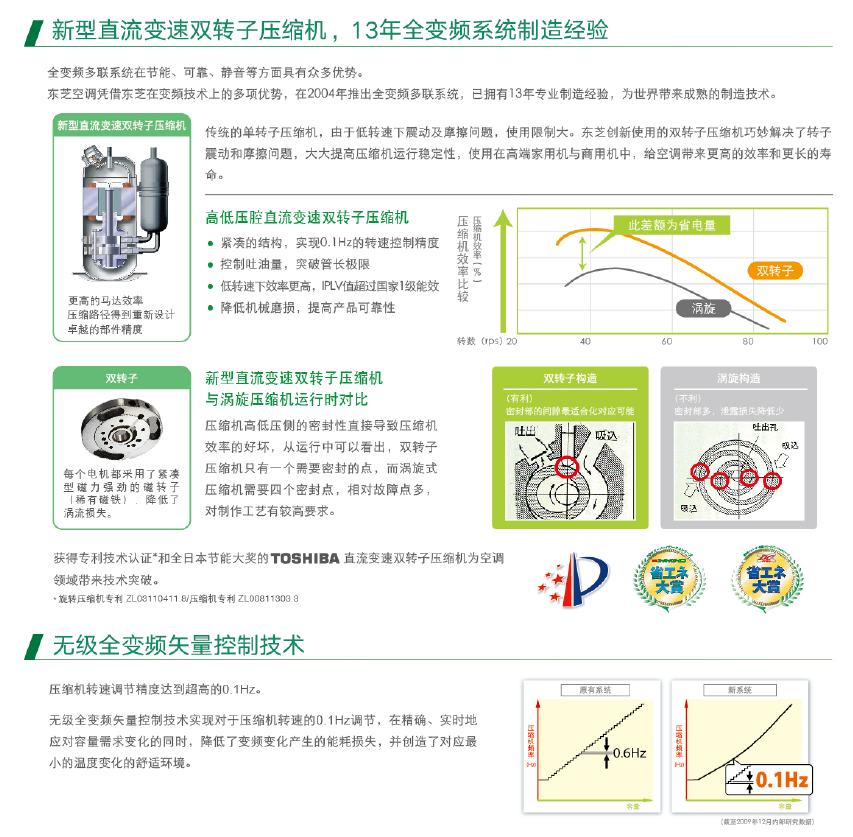 新型直流变速双转子压缩机，13年全变频系统制造经验
全变频多联系统在节能、可靠、静音等方面具有众多优势。
东芝空调凭借东芝在变频技术上的多项优势，在2004年推出全变频多联系统，已拥有13年专业制造经验，为世界带来成熟的制造技术。
新型直流变速双转子压缩机
更高的马达效率
压缩路径得到重新设计
卓越的部件精度
传统的单转子压缩机，由于低转速下震动及摩擦问题，使用限制大。东芝创新使用的双转子压缩机巧妙解决了转子
震动和摩擦问题，大大提高压缩机运行稳定性，使用在高端家用机与商用机中，给空调带来更高的效率和更长的寿
命。
高低压腔直流变速双转子压缩机
● 紧凑的结构，实现0.1Hz的转速控制精度
● 控制吐油量，突破管长极限
● 低转速下效率更高，IPLV值超过国家1级能效
● 降低机械磨损，提高产品可靠性
压缩机效率比较
压缩机效率(%)
此差额为省电量
双转子
涡旋
转数 (rps) 20 40 60 80 100
双转子
每个电机都采用了紧凑
型磁力强劲的磁转子
（稀有磁铁），降低了
涡流损失。
新型直流变速双转子压缩机
与涡旋压缩机运行时对比
压缩机高低压侧的密封性直接导致压缩机
效率的好坏，从运行中可以看出，双转子
压缩机只有一个需要密封的点，而涡旋式
压缩机需要四个密封点，相对故障点多，
对制作工艺有较高要求。
双转子构造
(有利)
密封部的间隙最适合化对应可能
吐出
吸込
涡旋构造
(不利)
密封部多，泄露损失降低少
吐出孔
吸込
吸込
获得专利技术认证*和全日本节能大奖的TOSHIBA 直流变速双转子压缩机为空调
领域带来技术突破。
*旋转压缩机专利 ZL03110411.8/压缩机专利 ZL00811303.3
省エネ
大賞
省エネ
大賞
无级全变频矢量控制技术
压缩机转速调节精度达到超高的0.1Hz。
无级全变频矢量控制技术实现对于压缩机转速的0.1Hz调节，在精确、实时地
应对容量需求变化的同时，降低了变频变化产生的能耗损失，并创造了对应最
小的温度变化的舒适环境。
原有系统
压缩机频率
0.6Hz
容量
新系统
压缩机频率
0.1Hz
容量
(截至2009年12月内部研究数据)